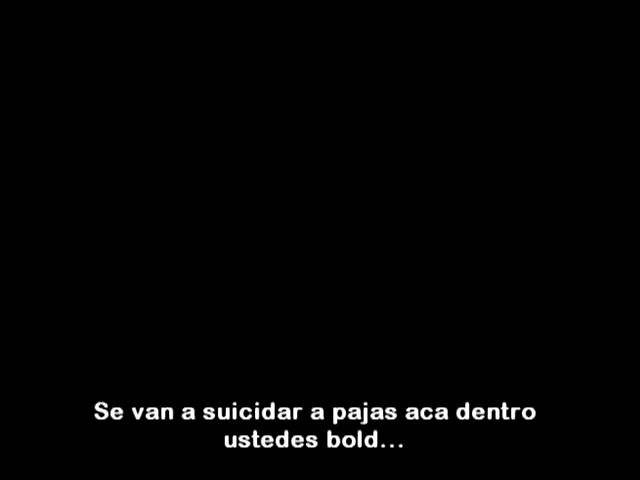 Se van a suicidar a pajas aca dentro
ustedes bold...